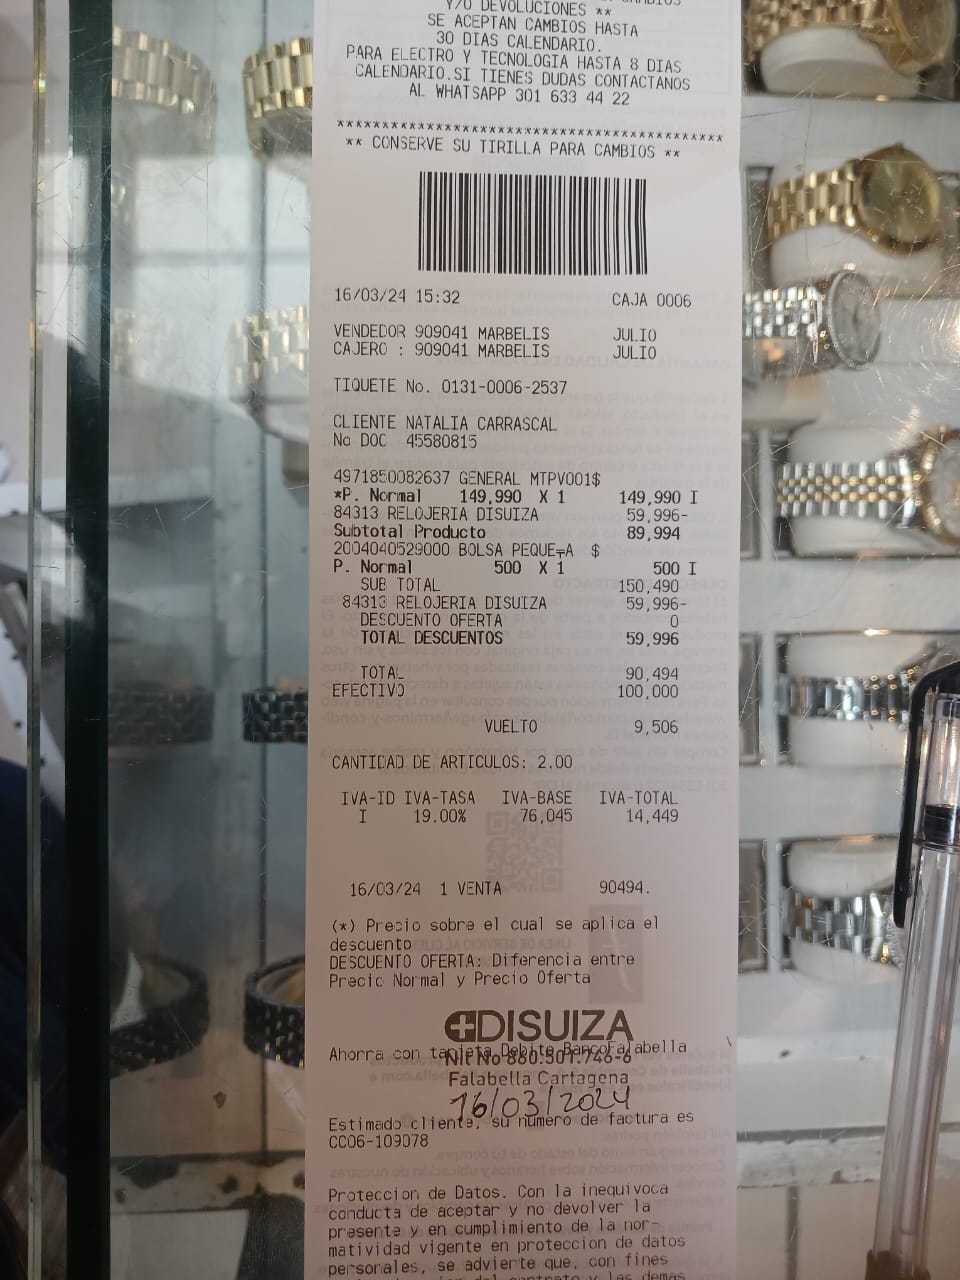 Y/O DEVOLUCIONES **
SE ACEPTAN CAMBIOS HASTA
30 DIAS CALENDARIO.
PARA ELECTRO Y TECNOLOGIA HASTA 8 DIAS
CALENDARIO.SI TIENES DUDAS CONTACTANOS
AL WHATSAPP 301 633 44 22
*******************************************
** CONSERVE SU TIRILLA PARA CAMBIOS **
16/03/24 15:32 CAJA 0006
VENDEDOR 909041 MARBELIS JULIO
CAJERO : 909041 MARBELIS JULIO
TIQUETE No. 0131-0006-2537
CLIENTE NATALIA CARRASCAL
No DOC 45580815
4971850082637 GENERAL MTPV001$
*P. Normal 149,990 X 1 149,990 I
84313 RELOJERIA DISUIZA 59,996-
Subtotal Producto 89,994
2004040529000 BOLSA PEQUE╤A $
P. Normal 500 X 1 500 I
SUB TOTAL 150,490
84313 RELOJERIA DISUIZA 59,996-
DESCUENTO OFERTA 0
TOTAL DESCUENTOS 59,996
TOTAL 90,494
EFECTIVO 100,000
VUELTO 9,506
CANTIDAD DE ARTICULOS: 2.00
IVA-ID IVA-TASA IVA-BASE IVA-TOTAL
I 19.00% 76,045 14,449
16/03/24 1 VENTA 90494.
(*) Precio sobre el cual se aplica el
descuento
DESCUENTO OFERTA: Diferencia entre
Precio Normal y Precio Oferta
DISUIZA
Ahorra con tarjeta Debito BancoFalabella
Nit No 860.501.746-6
Falabella Cartagena
16/03/2024
Estimado cliente, su numero de factura es
CC06-109078
Proteccion de Datos. Con la inequivoca
conducta de aceptar y no devolver la
presente y en cumplimiento de la nor-
matividad vigente en proteccion de datos
personales, se advierte que, con fines